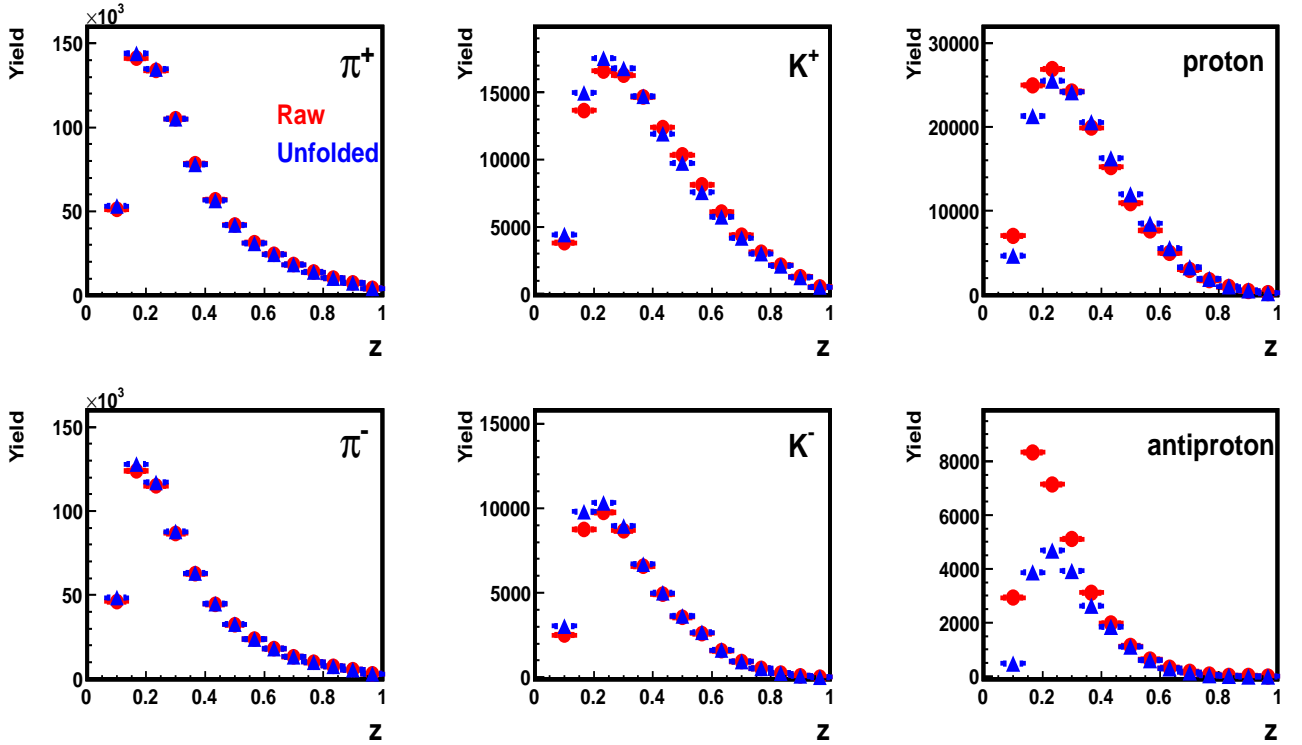 ×10³
Yield
150
100
50
0
0 0.2 0.4 0.6 0.8 1
z
π⁺
Raw
Unfolded
Yield
15000
10000
5000
0
0 0.2 0.4 0.6 0.8 1
z
K⁺
Yield
30000
20000
10000
0
0 0.2 0.4 0.6 0.8 1
z
proton
×10³
Yield
150
100
50
0
0 0.2 0.4 0.6 0.8 1
z
π⁻
Yield
15000
10000
5000
0
0 0.2 0.4 0.6 0.8 1
z
K⁻
Yield
8000
6000
4000
2000
0
0 0.2 0.4 0.6 0.8 1
z
antiproton